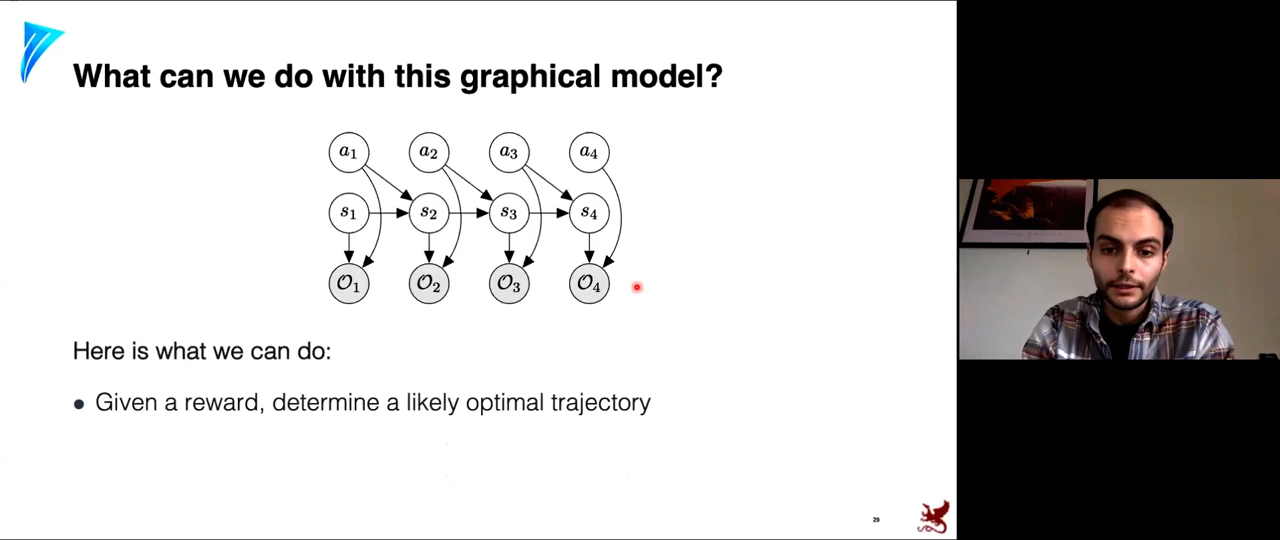 What can we do with this graphical model?
a₁ a₂ a₃ a₄
s₁ s₂ s₃ s₄
𝒪₁ 𝒪₂ 𝒪₃ 𝒪₄
Here is what we can do:
• Given a reward, determine a likely optimal trajectory
29